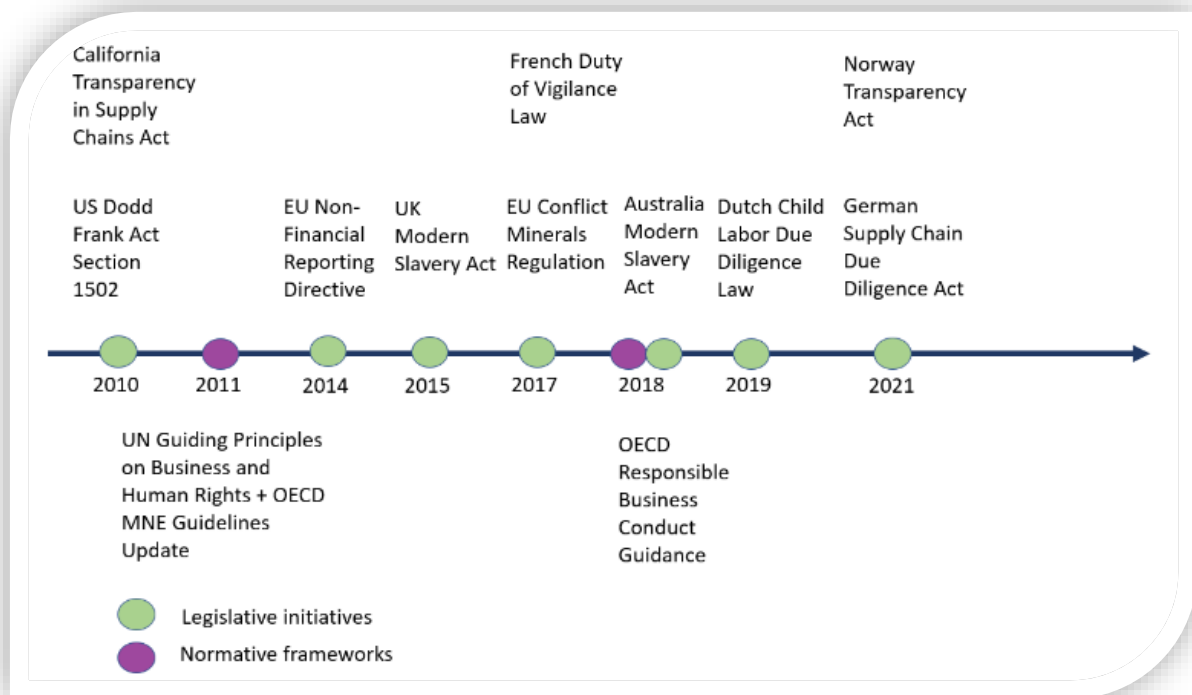 California
Transparency
in Supply
Chains Act
French Duty
of Vigilance
Law
Norway
Transparency
Act
US Dodd
Frank Act
Section
1502
EU Non-
Financial
Reporting
Directive
UK
Modern
Slavery Act
EU Conflict
Minerals
Regulation
Australia
Modern
Slavery
Act
Dutch Child
Labor Due
Diligence
Law
German
Supply Chain
Due
Diligence Act
2010
2011
2014
2015
2017
2018
2019
2021
UN Guiding Principles
on Business and
Human Rights + OECD
MNE Guidelines
Update
OECD
Responsible
Business
Conduct
Guidance
Legislative initiatives
Normative frameworks